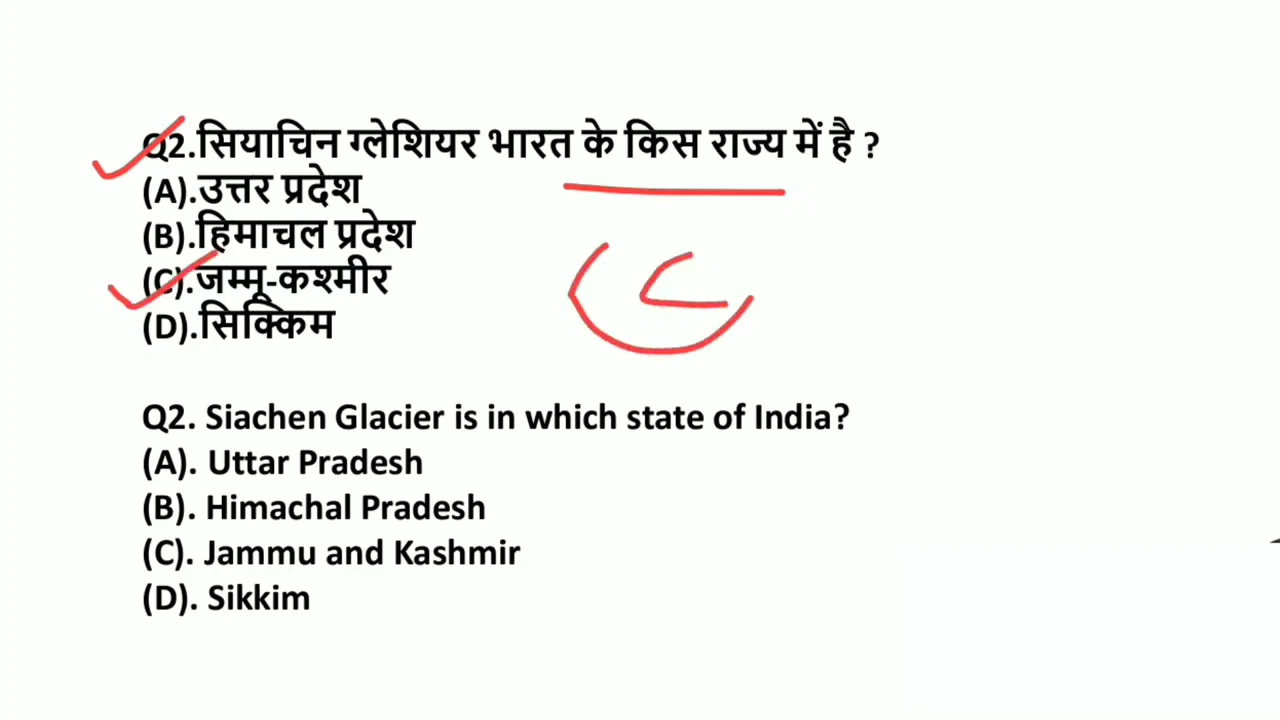 Q2.सियाचिन ग्लेशियर भारत के किस राज्य में है ?
(A).उत्तर प्रदेश
(B).हिमाचल प्रदेश
(C).जम्मू-कश्मीर
(D).सिक्किम
Q2. Siachen Glacier is in which state of India?
(A). Uttar Pradesh
(B). Himachal Pradesh
(C). Jammu and Kashmir
(D). Sikkim